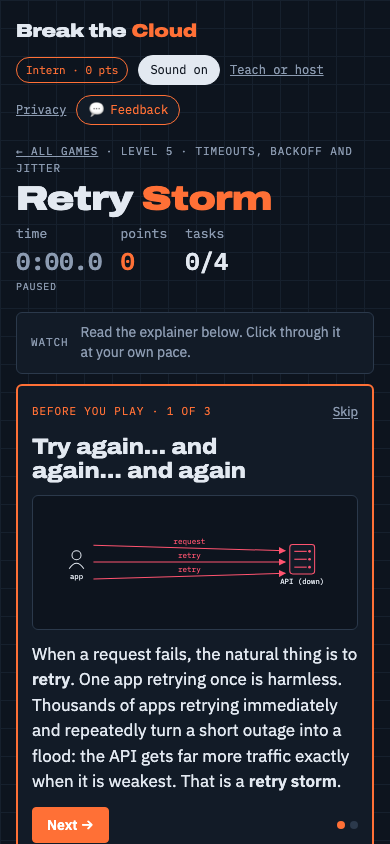 Break the Cloud
Intern · 0 pts
Sound on
Teach or host
Privacy
💬 Feedback
← ALL GAMES · LEVEL 5 · TIMEOUTS, BACKOFF AND
JITTER
Retry Storm
time points tasks
0:00.0 0 0/4
PAUSED
WATCH
Read the explainer below. Click through it
at your own pace.
BEFORE YOU PLAY · 1 OF 3
Skip
Try again… and
again… and again
request
retry
retry
app
API (down)
When a request fails, the natural thing is to
retry. One app retrying once is harmless.
Thousands of apps retrying immediately
and repeatedly turn a short outage into a
flood: the API gets far more traffic exactly
when it is weakest. That is a retry storm.
Next →